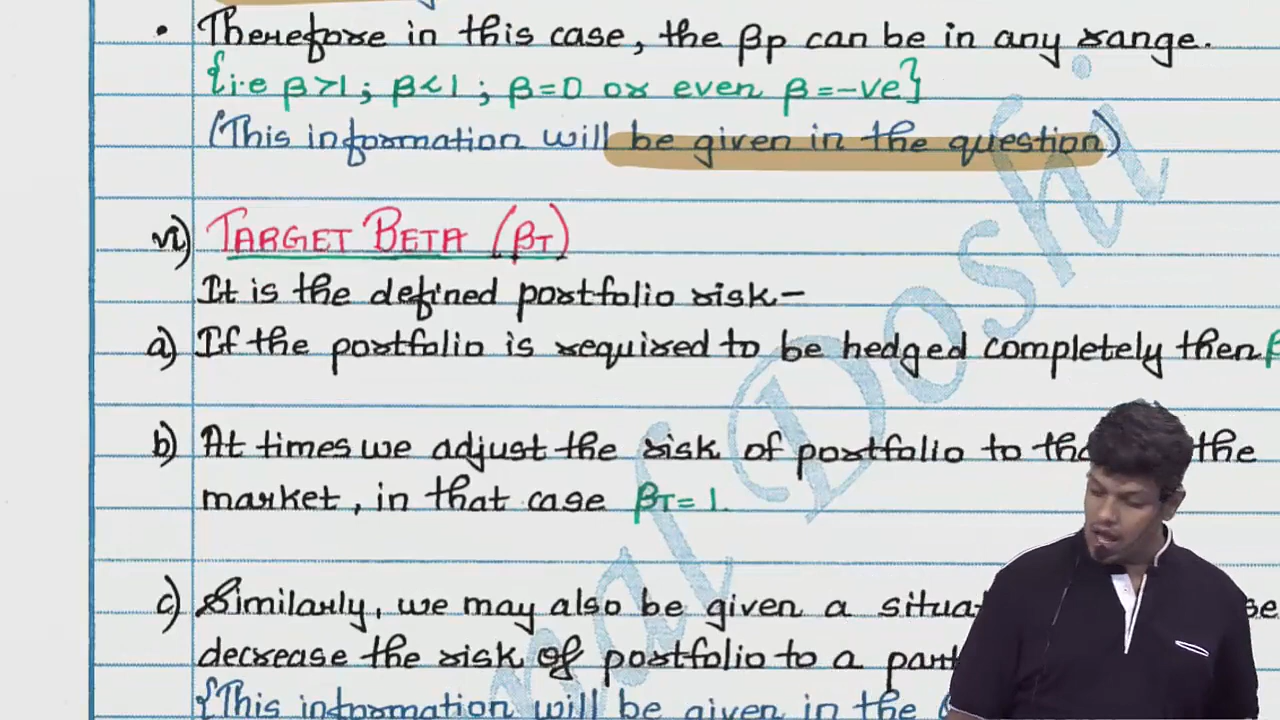 • Therefore in this case, the βp can be in any range.
{i.e β>1; β<1; β=0 or even β=-ve}
(This information will be given in the question)
vi) TARGET BETA (βT)
It is the defined portfolio risk-
a) If the portfolio is required to be hedged completely then β
b) At times we adjust the risk of portfolio to the
market, in that case βT=1.
c) Similarly, we may also be given a
decrease the risk of portfolio to a
{This information will be given in the
Doshi